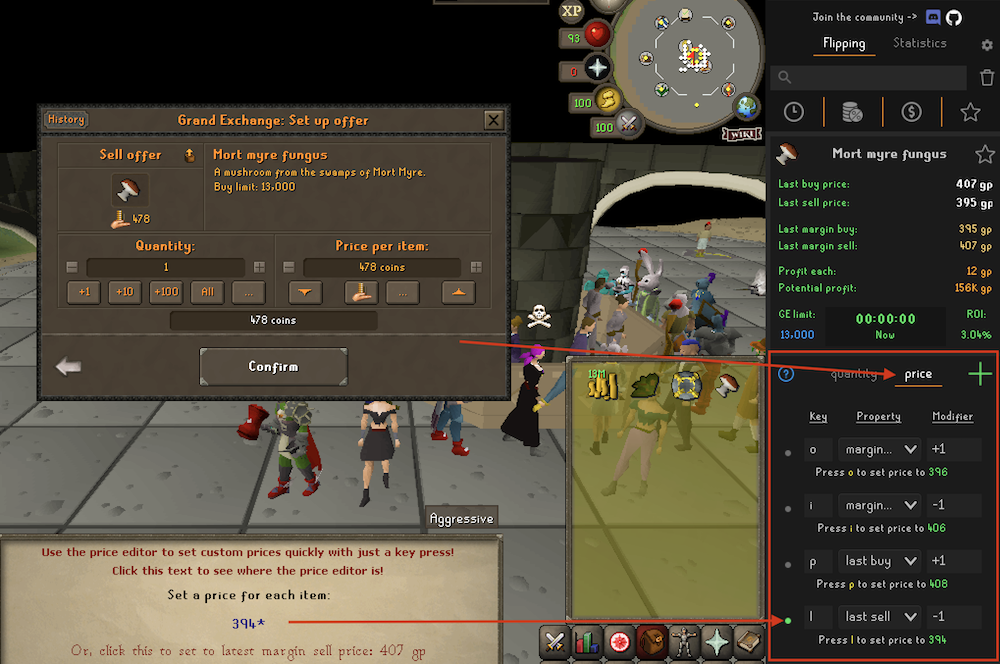 XP
93
0
100
100
WIKI
History
Grand Exchange: Set up offer
Sell offer
478
Mort myre fungus
A mushroom from the swamps of Mort Myre.
Buy limit: 13,000
Quantity:
1
+1
+10
+100
All
...
Price per item:
478 coins
...
478 coins
Confirm
13M
Aggressive
Use the price editor to set custom prices quickly with just a key press!
Click this text to see where the price editor is!
Set a price for each item:
394*
Or, click this to set to latest margin sell price: 407 gp
Join the community ->
Flipping Statistics
Mort myre fungus
Last buy price: 407 gp
Last sell price: 395 gp
Last margin buy: 395 gp
Last margin sell: 407 gp
Profit each: 12 gp
Potential profit: 156K gp
GE limit: 00:00:00 ROI:
13,000 Now 3.04%
? quantity price
Key Property Modifier
o margin... +1
Press o to set price to 396
i margin... -1
Press i to set price to 406
p last buy +1
Press p to set price to 408
l last sell -1
Press l to set price to 394